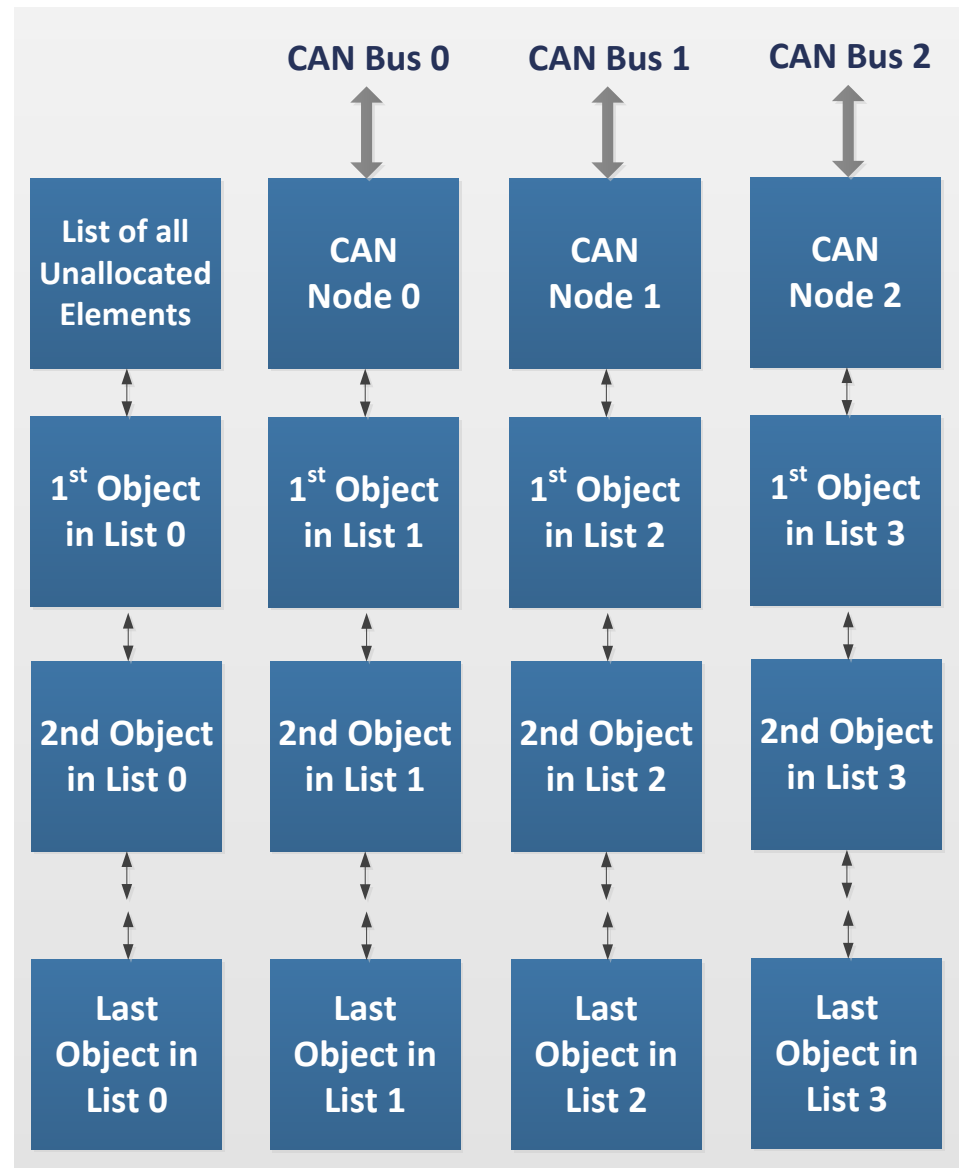 CAN Bus 0
CAN Bus 1
CAN Bus 2
List of all
Unallocated
Elements
CAN
Node 0
CAN
Node 1
CAN
Node 2
1st Object
in List 0
1st Object
in List 1
1st Object
in List 2
1st Object
in List 3
2nd Object
in List 0
2nd Object
in List 1
2nd Object
in List 2
2nd Object
in List 3
Last
Object in
List 0
Last
Object in
List 1
Last
Object in
List 2
Last
Object in
List 3